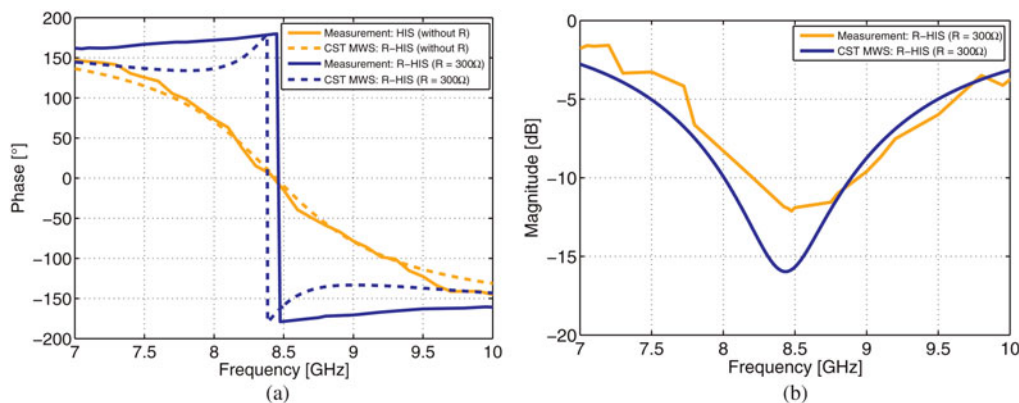 200
150
100
50
0
−50
−100
−150
−200
Phase [°]
Measurement: HIS (without R)
CST MWS: R−HIS (without R)
Measurement: R−HIS (R = 300Ω)
CST MWS: R−HIS (R = 300Ω)
7 7.5 8 8.5 9 9.5 10
Frequency [GHz]
(a)
0
−5
−10
−15
−20
Magnitude [dB]
Measurement: R−HIS (R = 300Ω)
CST MWS: R−HIS (R = 300Ω)
7 7.5 8 8.5 9 9.5 10
Frequency [GHz]
(b)